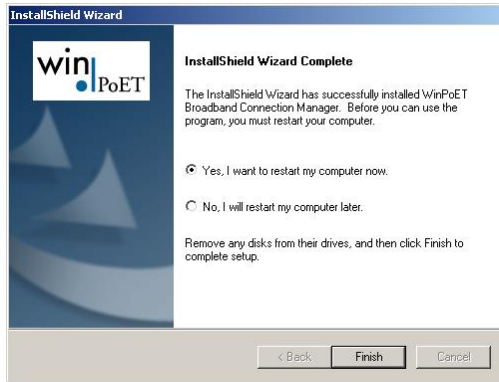 InstallShield Wizard
win
PoET
InstallShield Wizard Complete
The InstallShield Wizard has successfully installed WinPoET
Broadband Connection Manager. Before you can use the
program, you must restart your computer.
Yes, I want to restart my computer now.
No, I will restart my computer later.
Remove any disks from their drives, and then click Finish to
complete setup.
< Back
Finish
Cancel